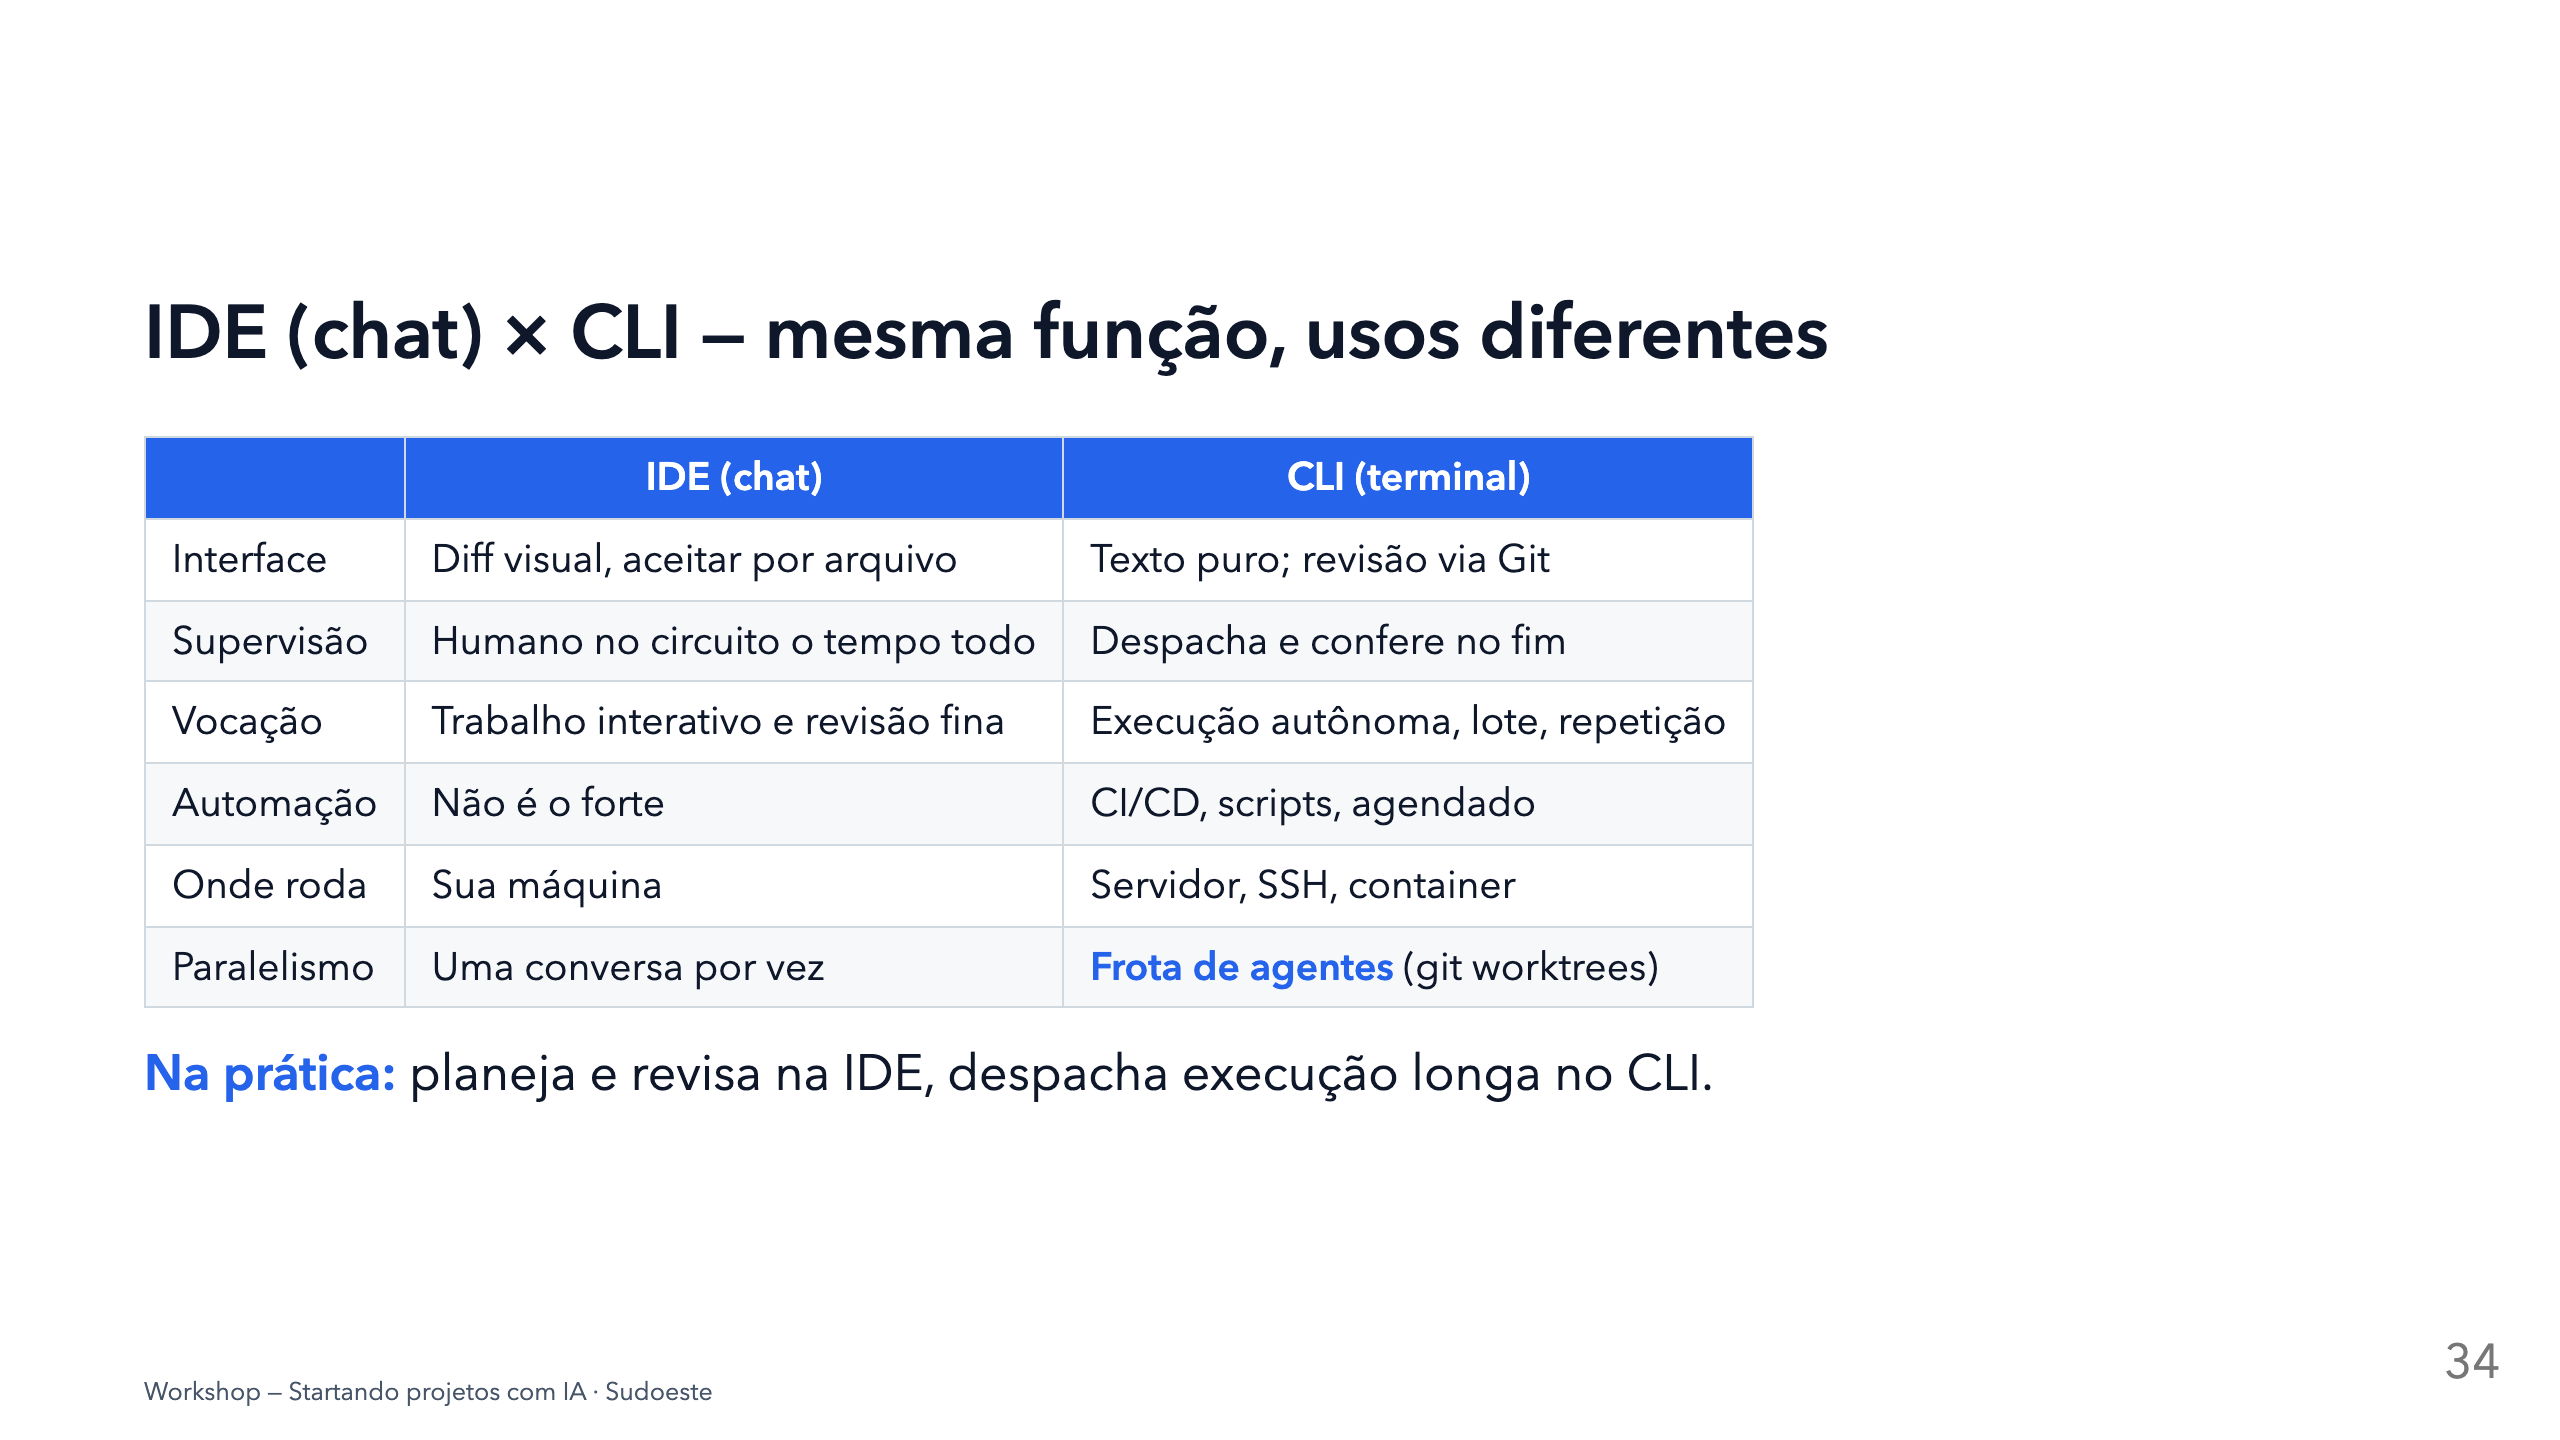 IDE (chat) × CLI – mesma função, usos diferentes
IDE (chat) CLI (terminal)
Interface Diff visual, aceitar por arquivo Texto puro; revisão via Git
Supervisão Humano no circuito o tempo todo Despacha e confere no fim
Vocação Trabalho interativo e revisão fina Execução autônoma, lote, repetição
Automação Não é o forte CI/CD, scripts, agendado
Onde roda Sua máquina Servidor, SSH, container
Paralelismo Uma conversa por vez Frota de agentes (git worktrees)
Na prática: planeja e revisa na IDE, despacha execução longa no CLI.
Workshop – Startando projetos com IA · Sudoeste
34